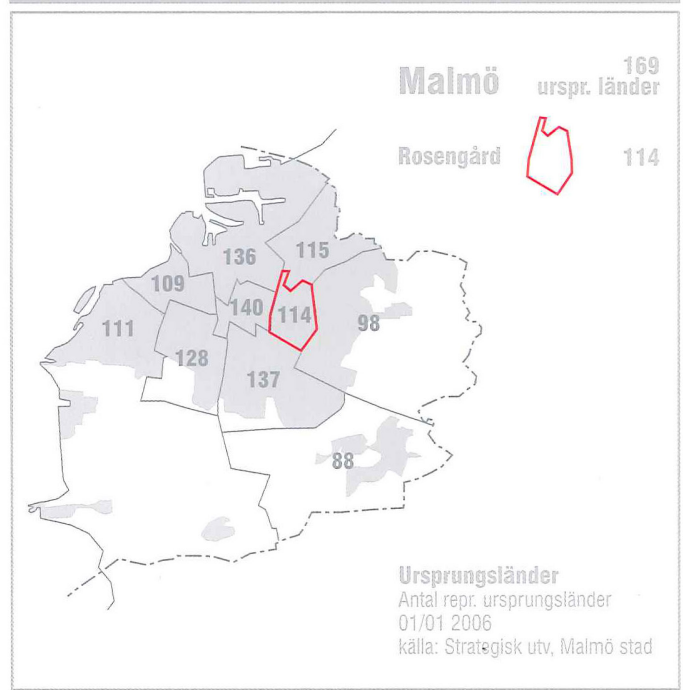 Malmö 169
urspr. länder
Rosengård 114
136
115
109
140
114
98
111
128
137
88
Ursprungsländer
Antal repr. ursprungsländer
01/01 2006
källa: Strategisk utv, Malmö stad